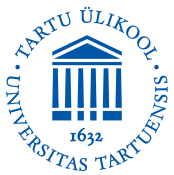 · TARTU ÜLIKOOL ·
UNIVERSITAS TARTUENSIS
1632